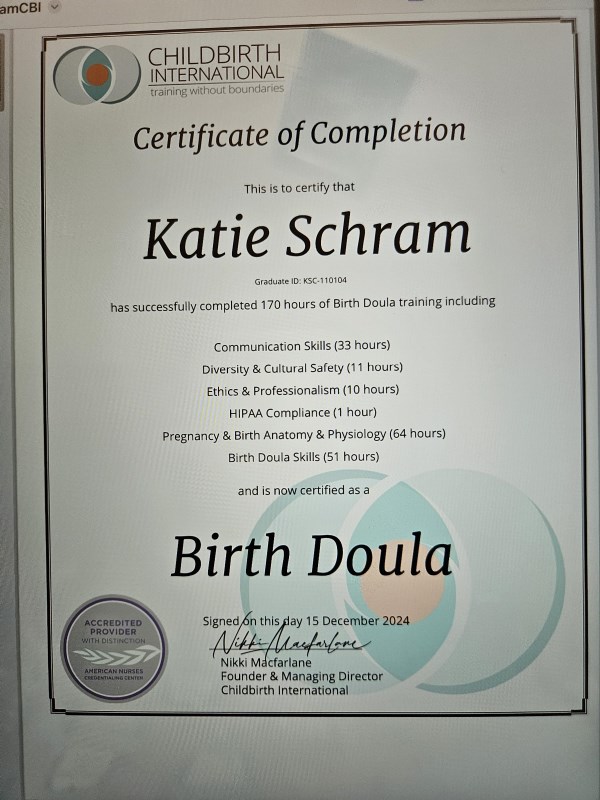 amCBI
CHILDBIRTH
INTERNATIONAL
training without boundaries
Certificate of Completion
This is to certify that
Katie Schram
Graduate ID: KSC-110104
has successfully completed 170 hours of Birth Doula training including
Communication Skills (33 hours)
Diversity & Cultural Safety (11 hours)
Ethics & Professionalism (10 hours)
HIPAA Compliance (1 hour)
Pregnancy & Birth Anatomy & Physiology (64 hours)
Birth Doula Skills (51 hours)
and is now certified as a
Birth Doula
Signed on this day 15 December 2024
Nikki Macfarlane
Nikki Macfarlane
Founder & Managing Director
Childbirth International
ACCREDITED
PROVIDER
WITH DISTINCTION
AMERICAN NURSES
CREDENTIALING CENTER